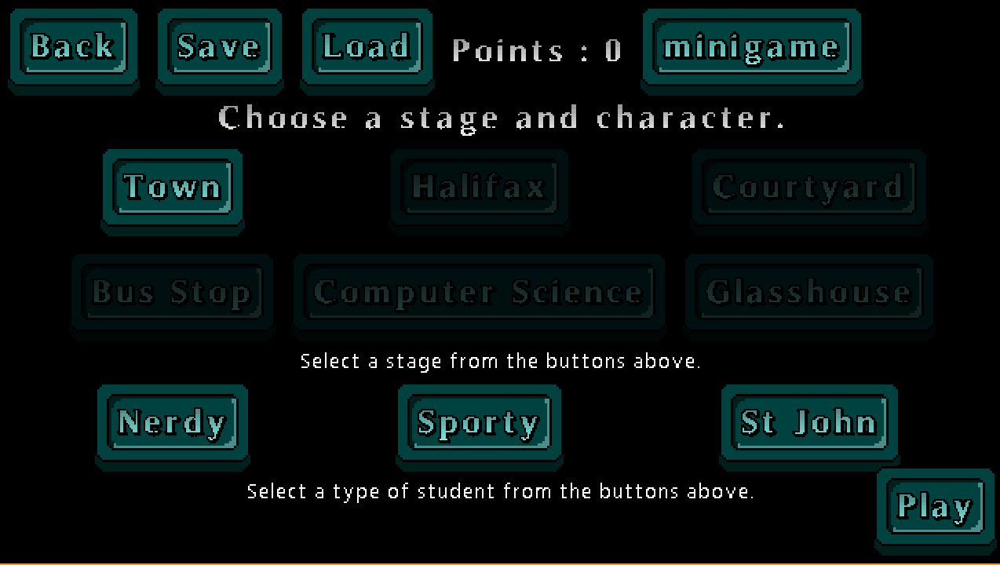 Back Save Load Points : 0 minigame
Choose a stage and character.
Town Halifax Courtyard
Bus Stop Computer Science Glasshouse
Select a stage from the buttons above.
Nerdy Sporty St John
Select a type of student from the buttons above.
Play